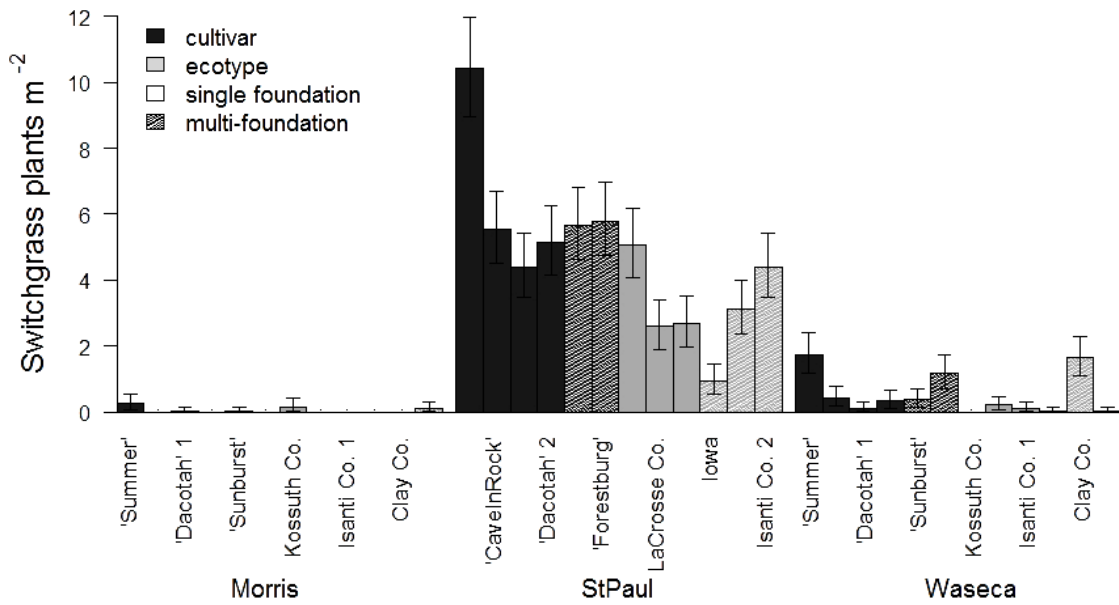 Switchgrass plants m⁻²
12
10
8
6
4
2
0
cultivar
ecotype
single foundation
multi-foundation
'Summer'
'Dacotah' 1
'Sunburst'
Kossuth Co.
Isanti Co. 1
Clay Co.
'CaveInRock'
'Dacotah' 2
'Forestburg'
LaCrosse Co.
Iowa
Isanti Co. 2
'Summer'
'Dacotah' 1
'Sunburst'
Kossuth Co.
Isanti Co. 1
Clay Co.
Morris
StPaul
Waseca